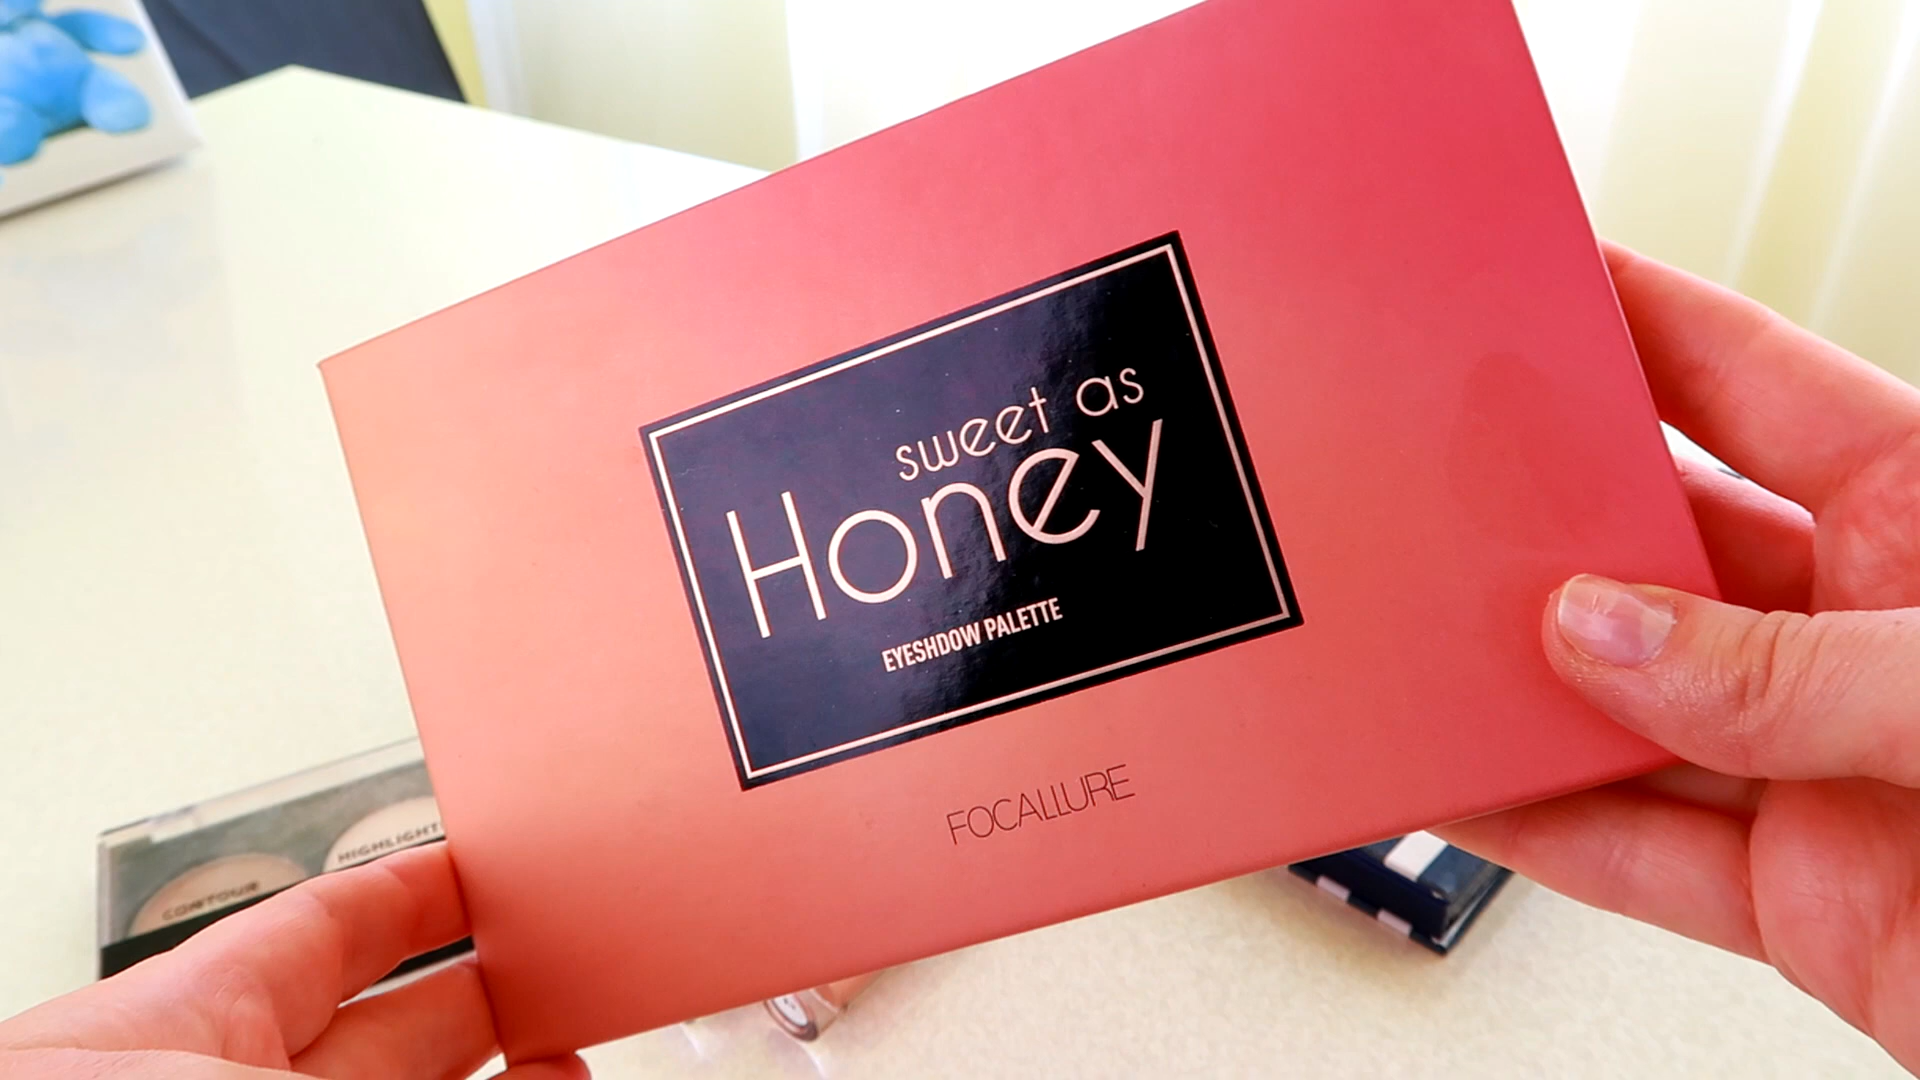 sweet as
Honey
EYESHDOW PALETTE
FOCALLURE
HIGHLIGHT
CONTOUR